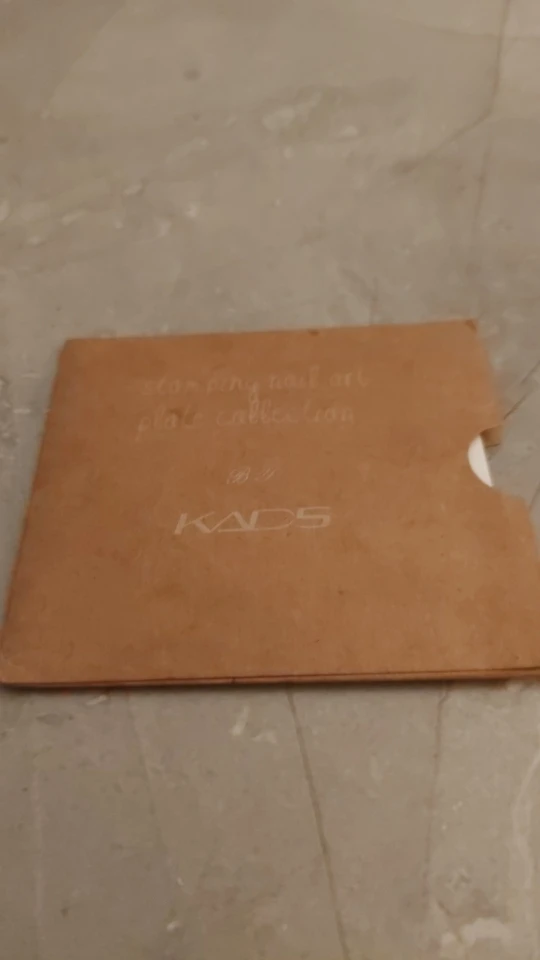 stamping nail art
plate collection
KADS